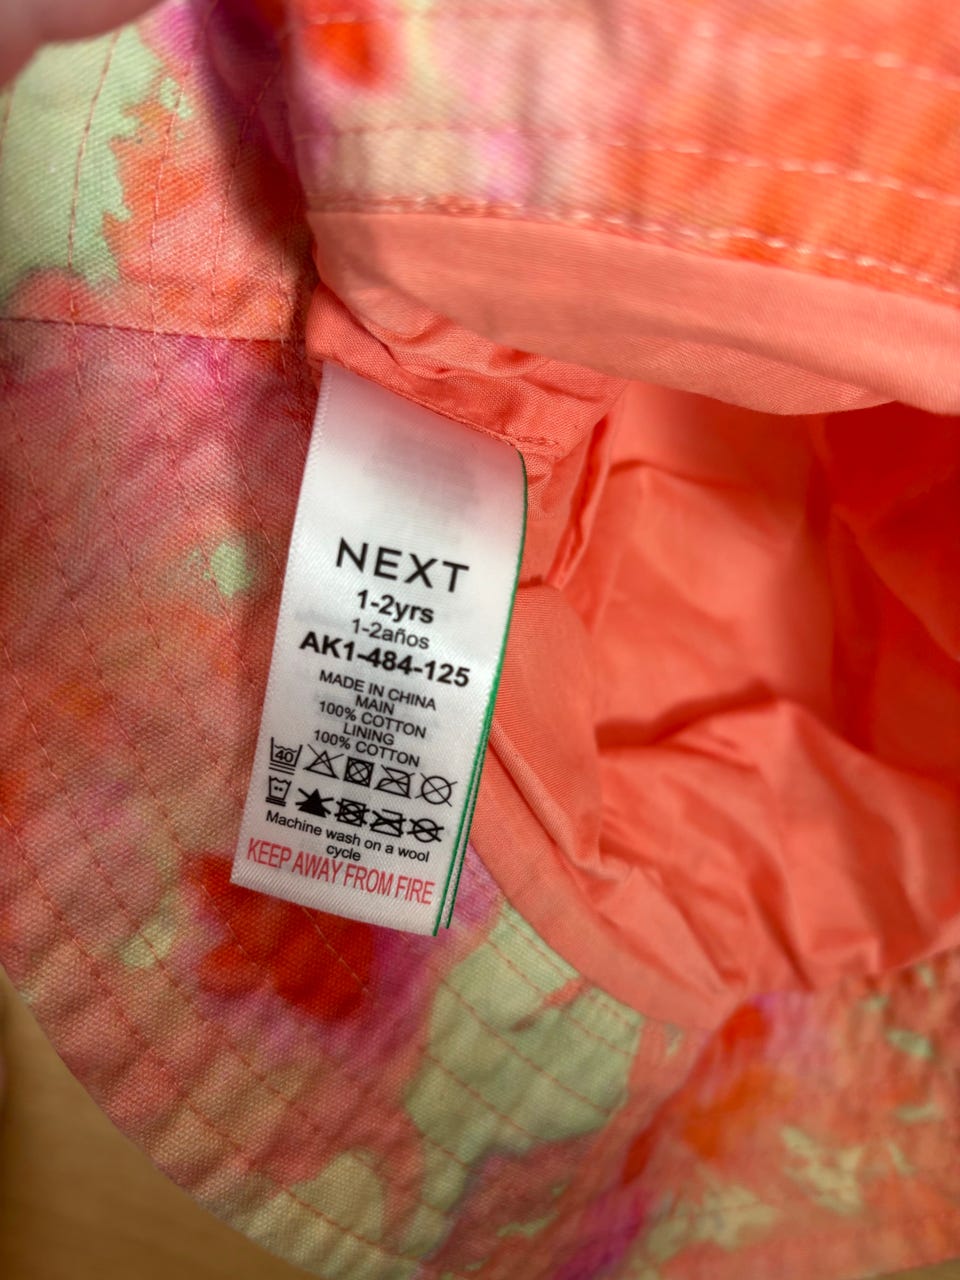 NEXT
1-2yrs
1-2años
AK1-484-125
MADE IN CHINA
MAIN
100% COTTON
LINING
100% COTTON
40
Machine wash on a wool
cycle
KEEP AWAY FROM FIRE